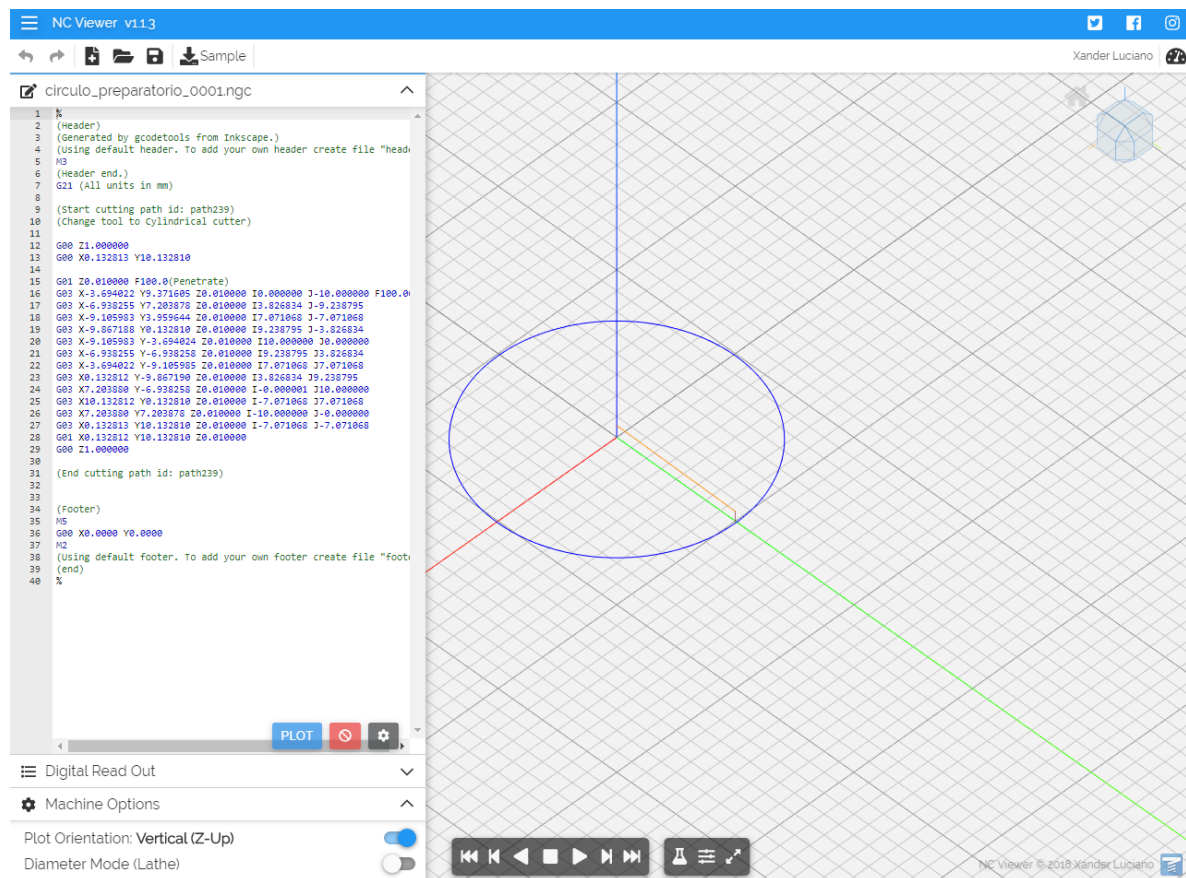 NC Viewer v1.1.3
Sample
Xander Luciano
circulo_preparatorio_0001.ngc
1 %
2 (Header)
3 (Generated by gcodetools from Inkscape.)
4 (Using default header. To add your own header create file "heade
5 M3
6 (Header end.)
7 G21 (All units in mm)
8
9 (Start cutting path id: path239)
10 (Change tool to Cylindrical cutter)
11
12 G00 Z1.000000
13 G00 X0.132813 Y10.132810
14
15 G01 Z0.010000 F100.0(Penetrate)
16 G03 X-3.694022 Y9.371605 Z0.010000 I0.000000 J-10.000000 F100.00
17 G03 X-6.938255 Y7.203878 Z0.010000 I3.826834 J-9.238795
18 G03 X-9.105983 Y3.959644 Z0.010000 I7.071068 J-7.071068
19 G03 X-9.867188 Y0.132810 Z0.010000 I9.238795 J-3.826834
20 G03 X-9.105983 Y-3.694024 Z0.010000 I10.000000 J0.000000
21 G03 X-6.938255 Y-6.938258 Z0.010000 I9.238795 J3.826834
22 G03 X-3.694022 Y-9.105985 Z0.010000 I7.071068 J7.071068
23 G03 X0.132812 Y-9.867190 Z0.010000 I3.826834 J9.238795
24 G03 X7.203880 Y-6.938258 Z0.010000 I-0.000001 J10.000000
25 G03 X10.132812 Y0.132810 Z0.010000 I-7.071068 J7.071068
26 G03 X7.203880 Y7.203878 Z0.010000 I-10.000000 J-0.000000
27 G03 X0.132813 Y10.132810 Z0.010000 I-7.071068 J-7.071068
28 G01 X0.132812 Y10.132810 Z0.010000
29 G00 Z1.000000
30
31 (End cutting path id: path239)
32
33
34 (Footer)
35 M5
36 G00 X0.0000 Y0.0000
37 M2
38 (Using default footer. To add your own footer create file "foote
39 (end)
40 %
PLOT
Digital Read Out
Machine Options
Plot Orientation: Vertical (Z-Up)
Diameter Mode (Lathe)
NC Viewer © 2018 Xander Luciano